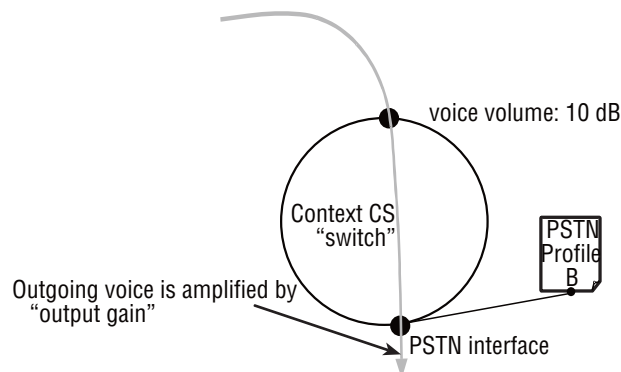 voice volume: 10 dB
Context CS
“switch”
PSTN
Profile
B
Outgoing voice is amplified by
“output gain”
PSTN interface